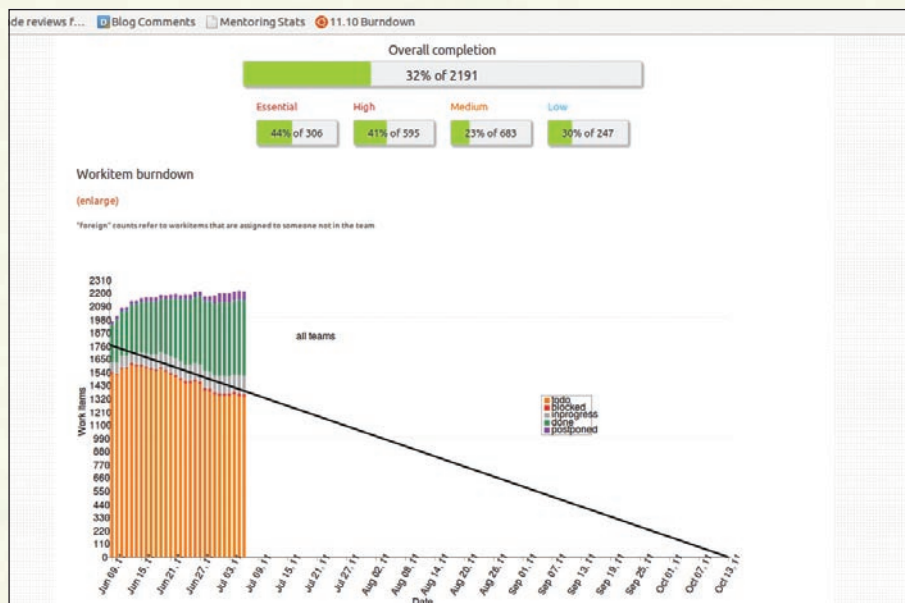 de reviews f... Blog Comments Mentoring Stats 11.10 Burndown
Overall completion
32% of 2191
Essential High Medium Low
44% of 306 41% of 595 23% of 683 30% of 247
Workitem burndown
(enlarge)
"foreign" counts refer to workitems that are assigned to someone not in the team
2310
2200
2090
1980
1870
1760
1650
1540
1430
1320
1210
1100
990
880
770
660
550
440
330
220
110
0
Work items
all teams
todo
blocked
inprogress
done
postponed
Jun 09, 11 Jun 15, 11 Jun 21, 11 Jun 27, 11 Jul 03, 11 Jul 09, 11 Jul 15, 11 Jul 21, 11 Jul 27, 11 Aug 02, 11 Aug 08, 11 Aug 14, 11 Aug 20, 11 Aug 26, 11 Sep 01, 11 Sep 07, 11 Sep 13, 11 Sep 19, 11 Sep 25, 11 Oct 01, 11 Oct 07, 11 Oct 13, 11
Date